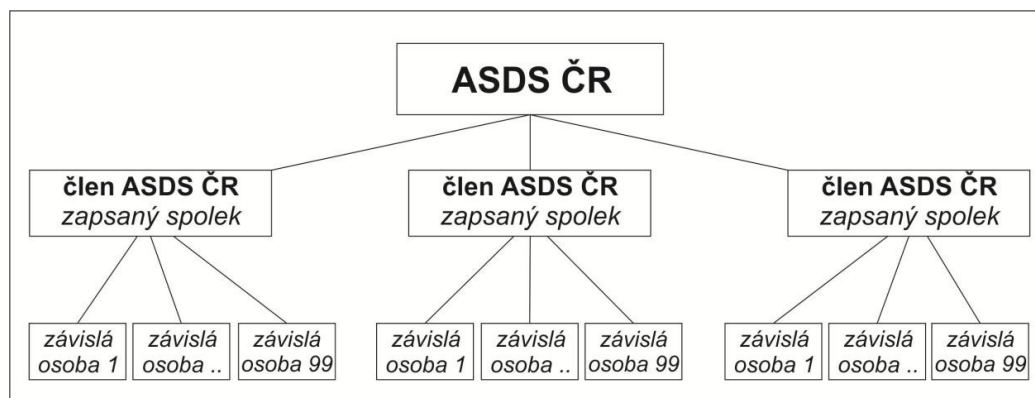 ASDS ČR
člen ASDS ČR
zapsaný spolek
člen ASDS ČR
zapsaný spolek
člen ASDS ČR
zapsaný spolek
závislá
osoba 1
závislá
osoba ..
závislá
osoba 99
závislá
osoba 1
závislá
osoba ..
závislá
osoba 99
závislá
osoba 1
závislá
osoba ..
závislá
osoba 99